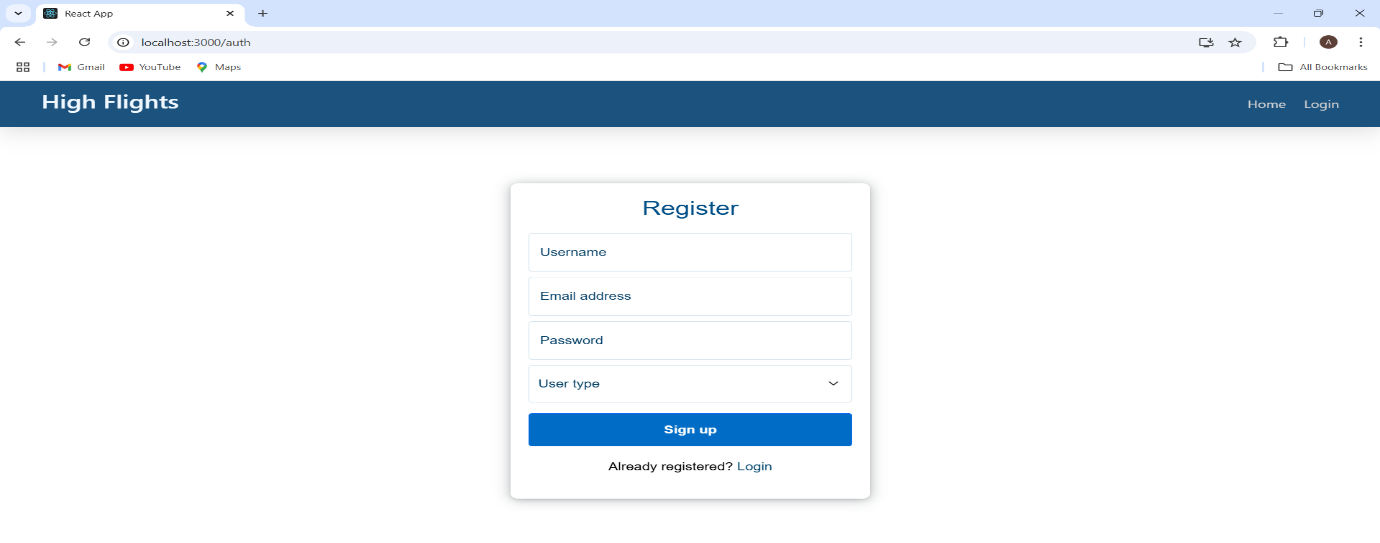 React App
localhost:3000/auth
A
Gmail YouTube Maps All Bookmarks
High Flights Home Login
Register
Username
Email address
Password
User type
Sign up
Already registered? Login